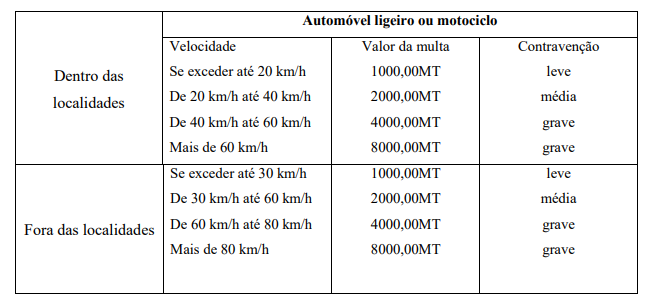 Automóvel ligeiro ou motociclo
Dentro das
localidades
Velocidade Valor da multa Contravenção
Se exceder até 20 km/h 1000,00MT leve
De 20 km/h até 40 km/h 2000,00MT média
De 40 km/h até 60 km/h 4000,00MT grave
Mais de 60 km/h 8000,00MT grave
Fora das localidades
Se exceder até 30 km/h 1000,00MT leve
De 30 km/h até 60 km/h 2000,00MT média
De 60 km/h até 80 km/h 4000,00MT grave
Mais de 80 km/h 8000,00MT grave